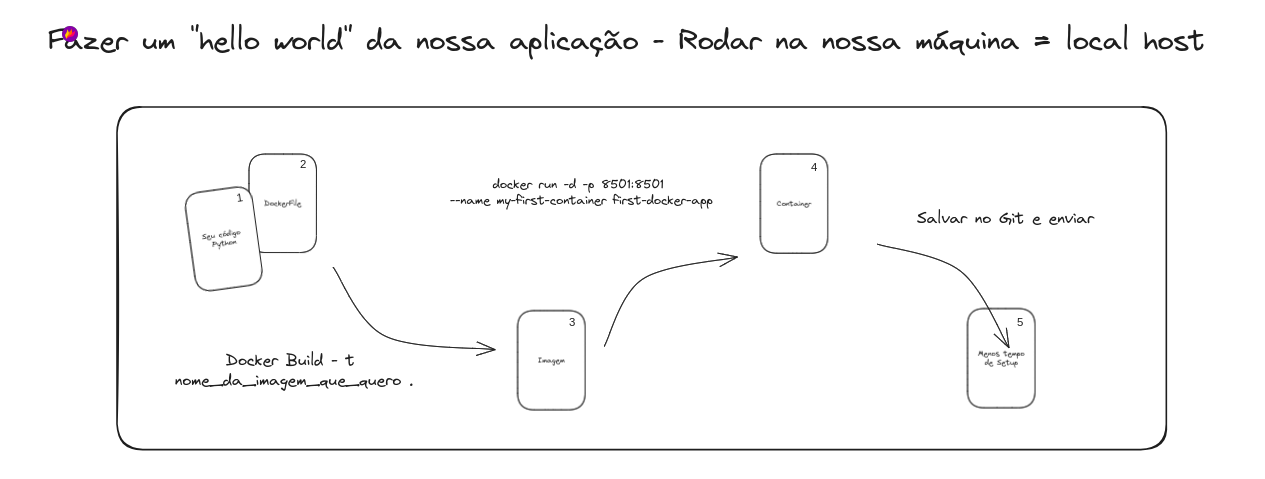 Fazer um "hello world" da nossa aplicação - Rodar na nossa máquina = local host
2
DockerFile
1
Seu código
Python
docker run -d -p 8501:8501
--name my-first-container first-docker-app
4
Container
Salvar no Git e enviar
Docker Build - t
nome_da_imagem_que_quero .
3
Imagem
5
Menos tempo
de Setup